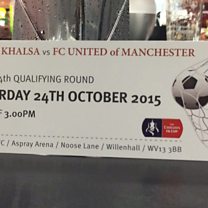 KHALSA vs FC UNITED of MANCHESTER
4th QUALIFYING ROUND
RDAY 24TH OCTOBER 2015
F 3.00PM
C / Aspray Arena / Noose Lane / Willenhall / WV13 3BB